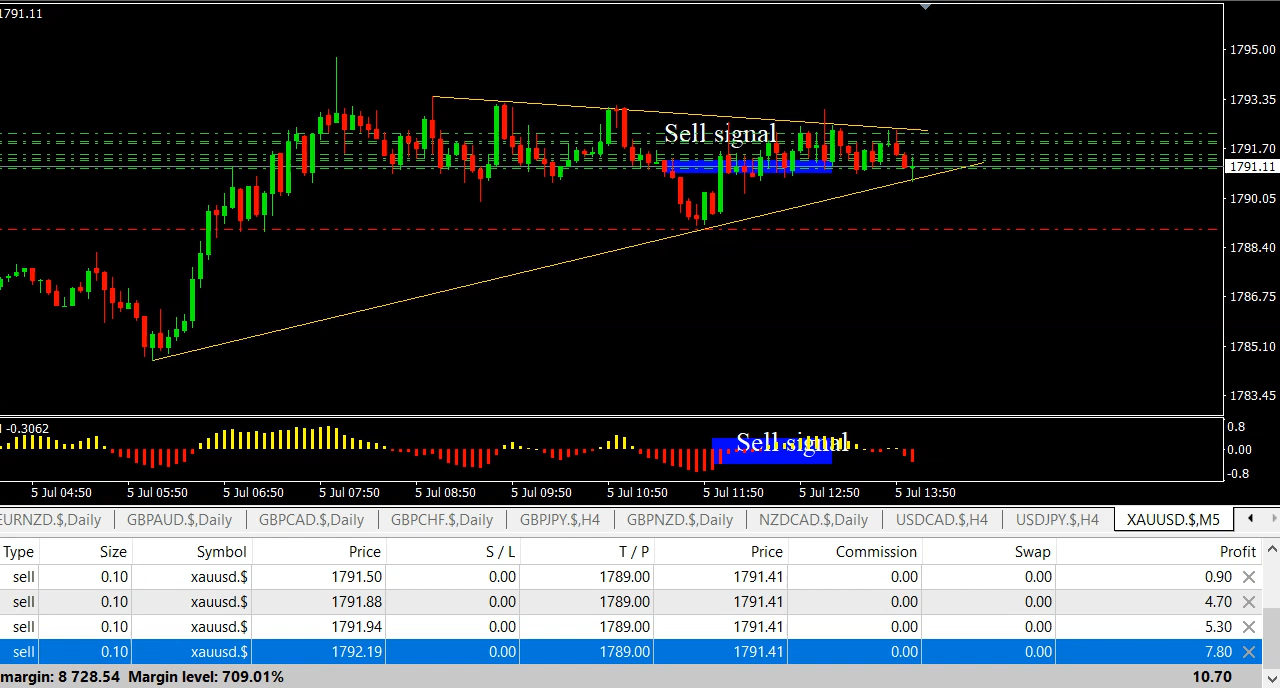 1791.11
1795.00
1793.35
Sell signal
1791.70
1791.11
1790.05
1788.40
1786.75
1785.10
1783.45
-0.3062
0.8
Sell signal
0.00
-0.8
5 Jul 04:50 5 Jul 05:50 5 Jul 06:50 5 Jul 07:50 5 Jul 08:50 5 Jul 09:50 5 Jul 10:50 5 Jul 11:50 5 Jul 12:50 5 Jul 13:50
EURNZD.$,Daily GBPAUD.$,Daily GBPCAD.$,Daily GBPCHF.$,Daily GBPJPY.$,H4 GBPNZD.$,Daily NZDCAD.$,Daily USDCAD.$,H4 USDJPY.$,H4 XAUUSD.$,M5
Type Size Symbol Price S / L T / P Price Commission Swap Profit
sell 0.10 xauusd.$ 1791.50 0.00 1789.00 1791.41 0.00 0.00 0.90
sell 0.10 xauusd.$ 1791.88 0.00 1789.00 1791.41 0.00 0.00 4.70
sell 0.10 xauusd.$ 1791.94 0.00 1789.00 1791.41 0.00 0.00 5.30
sell 0.10 xauusd.$ 1792.19 0.00 1789.00 1791.41 0.00 0.00 7.80
margin: 8 728.54 Margin level: 709.01% 10.70